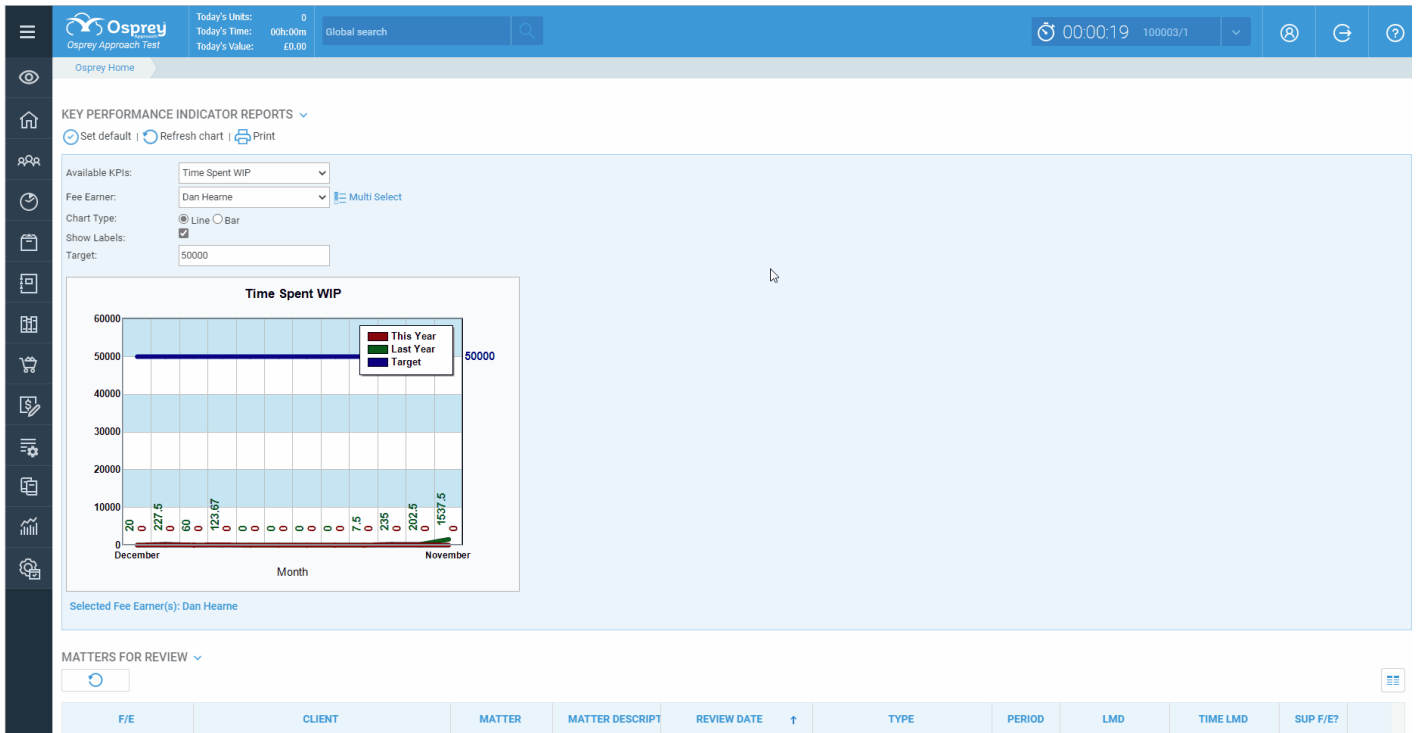 Osprey
Approach
Osprey Approach Test
Today's Units: 0
Today's Time: 00h:00m
Today's Value: £0.00
Global search
00:00:19 100003/1
Osprey Home
KEY PERFORMANCE INDICATOR REPORTS
Set default | Refresh chart | Print
Available KPIs: Time Spent WIP
Fee Earner: Dan Hearne Multi Select
Chart Type: Line Bar
Show Labels:
Target: 50000
Time Spent WIP
60000
This Year
Last Year
50000 Target 50000
40000
30000
20000
10000
20 0 227.5 0 60 0 123.67 0 0 0 0 0 0 0 0 0 7.5 0 235 0 202.5 0 1537.5 0
0
December November
Month
Selected Fee Earner(s): Dan Hearne
MATTERS FOR REVIEW
F/E CLIENT MATTER MATTER DESCRIPT REVIEW DATE TYPE PERIOD LMD TIME LMD SUP F/E?